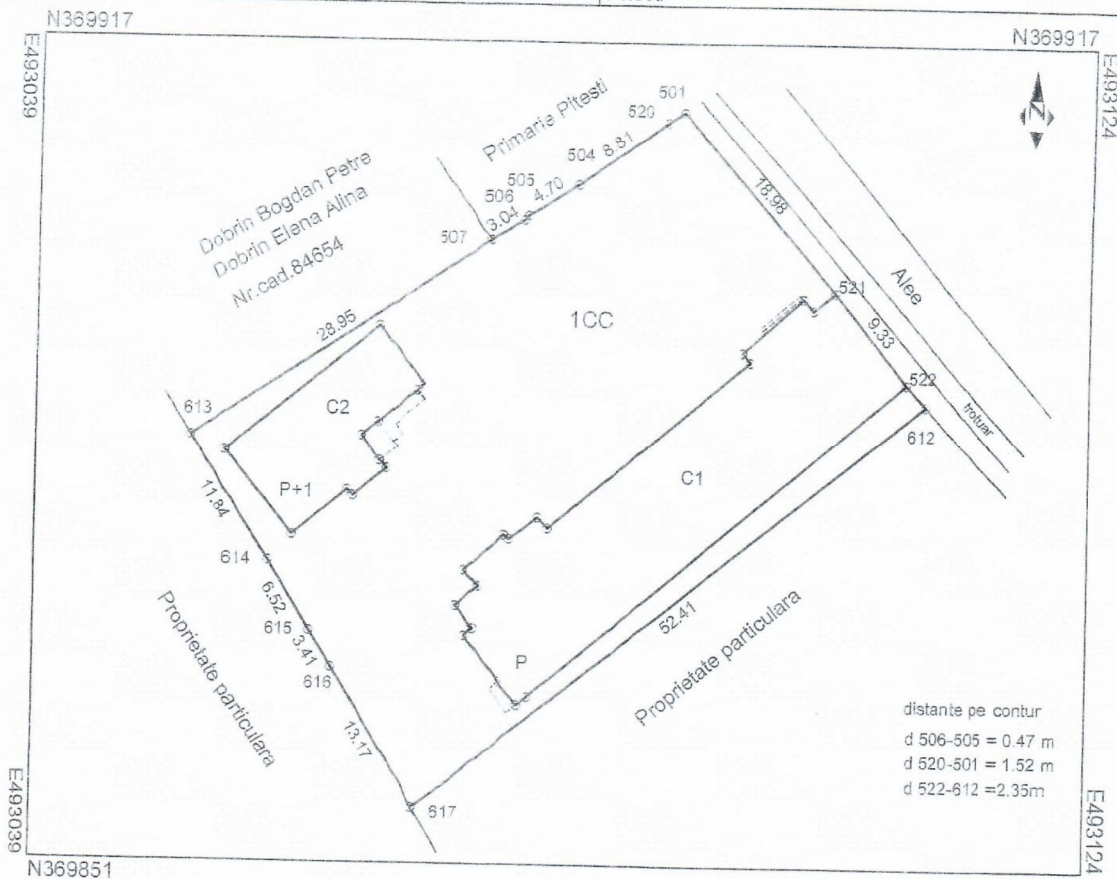 N369917
N369917
E493039
E493124
501
520
Primarie Pitesti
8.81
504
505
4.70
506
3.04
507
18.98
Dobrin Bogdan Petre
Dobrin Elena Alina
Nr.cad.84654
Alee
521
1CC
9.33
28.95
522
trotuar
612
613
C2
C1
P+1
11.84
614
6.52
615
3.41
616
52.41
P
Proprietate particulara
Proprietate particulara
13.17
617
distante pe contur
d 506-505 = 0.47 m
d 520-501 = 1.52 m
d 522-612 =2.35m
E493039
E493124
N369851